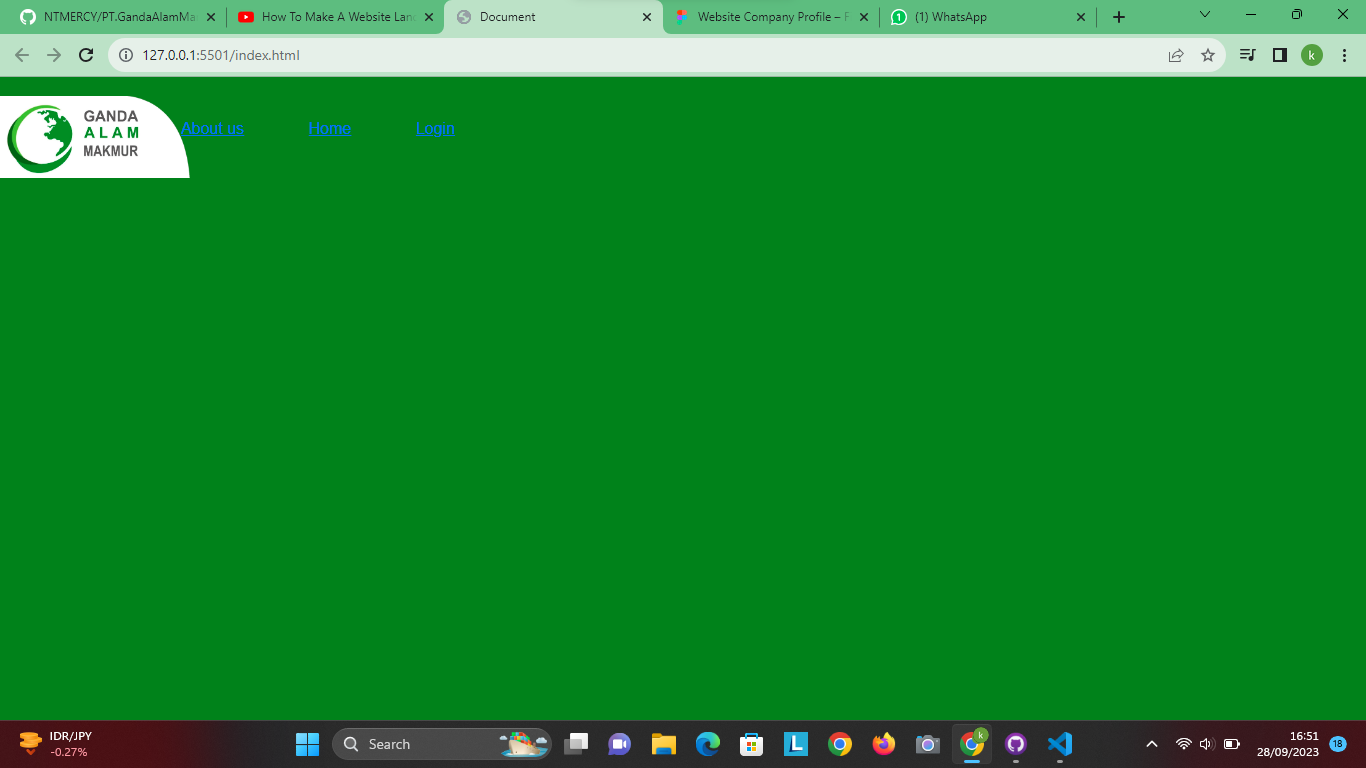 NTMERCY/PT.GandaAlamMa
How To Make A Website Lan
Document
Website Company Profile – F
1
(1) WhatsApp
127.0.0.1:5501/index.html
k
GANDA
ALAM
MAKMUR
About us
Home
Login
IDR/JPY
-0.27%
Search
L
k
16:51
28/09/2023
18